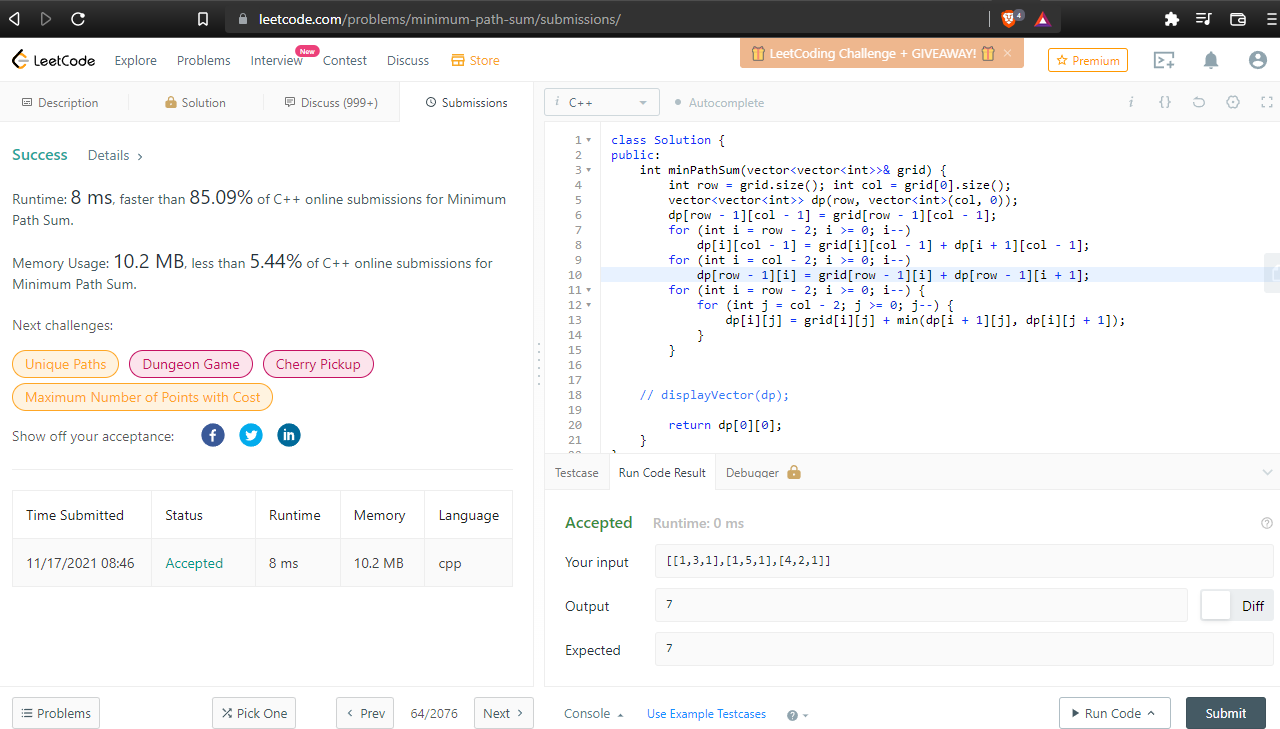 leetcode.com/problems/minimum-path-sum/submissions/
4
LeetCode
Explore
Problems
Interview
New
Contest
Discuss
Store
LeetCoding Challenge + GIVEAWAY!
×
Premium
Description
Solution
Discuss (999+)
Submissions
i C++
Autocomplete
i {}
Success Details >
Runtime: 8 ms, faster than 85.09% of C++ online submissions for Minimum
Path Sum.
Memory Usage: 10.2 MB, less than 5.44% of C++ online submissions for
Minimum Path Sum.
Next challenges:
Unique Paths
Dungeon Game
Cherry Pickup
Maximum Number of Points with Cost
Show off your acceptance:
f
in
Time Submitted Status Runtime Memory Language
11/17/2021 08:46 Accepted 8 ms 10.2 MB cpp
1 class Solution {
2 public:
3 int minPathSum(vector<vector<int>>& grid) {
4 int row = grid.size(); int col = grid[0].size();
5 vector<vector<int>> dp(row, vector<int>(col, 0));
6 dp[row - 1][col - 1] = grid[row - 1][col - 1];
7 for (int i = row - 2; i >= 0; i--)
8 dp[i][col - 1] = grid[i][col - 1] + dp[i + 1][col - 1];
9 for (int i = col - 2; i >= 0; i--)
10 dp[row - 1][i] = grid[row - 1][i] + dp[row - 1][i + 1];
11 for (int i = row - 2; i >= 0; i--) {
12 for (int j = col - 2; j >= 0; j--) {
13 dp[i][j] = grid[i][j] + min(dp[i + 1][j], dp[i][j + 1]);
14 }
15 }
16
17
18 // displayVector(dp);
19
20 return dp[0][0];
21 }
Testcase
Run Code Result
Debugger
Accepted Runtime: 0 ms
Your input [[1,3,1],[1,5,1],[4,2,1]]
Output 7 Diff
Expected 7
Problems
Pick One
< Prev
64/2076
Next >
Console
Use Example Testcases
?
Run Code
Submit